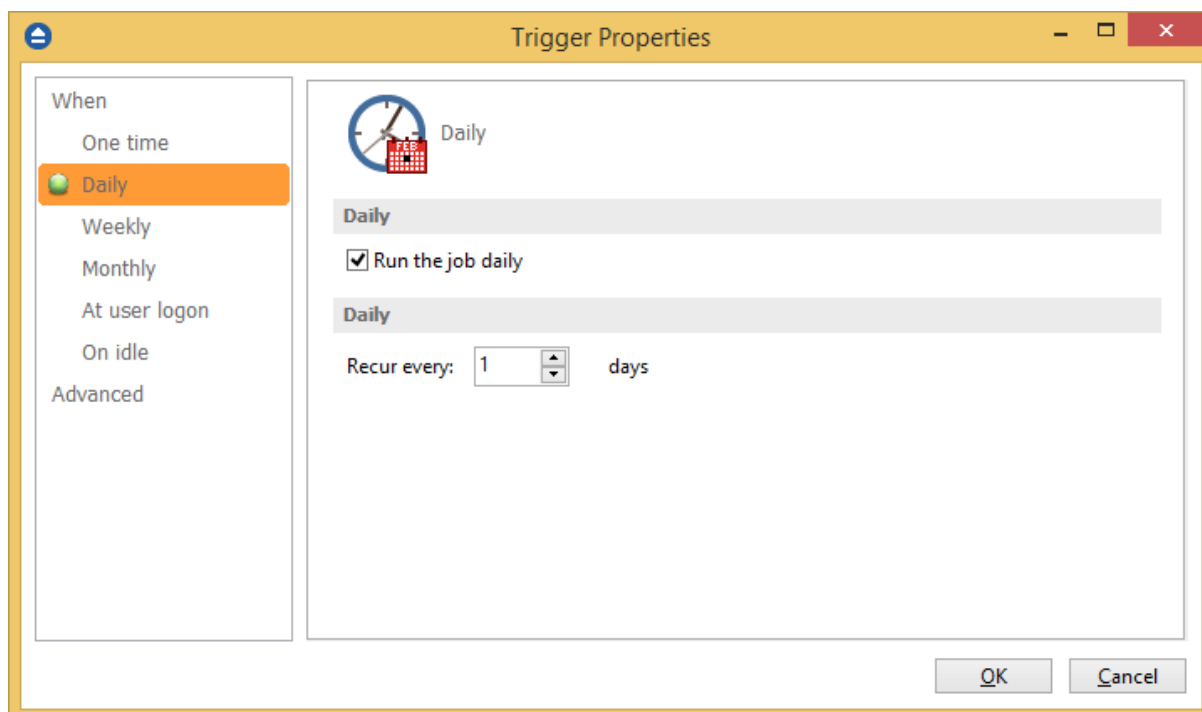 Trigger Properties
When
One time
Daily
Weekly
Monthly
At user logon
On idle
Advanced
FEB
Daily
Daily
Run the job daily
Daily
Recur every: 1 days
OK Cancel